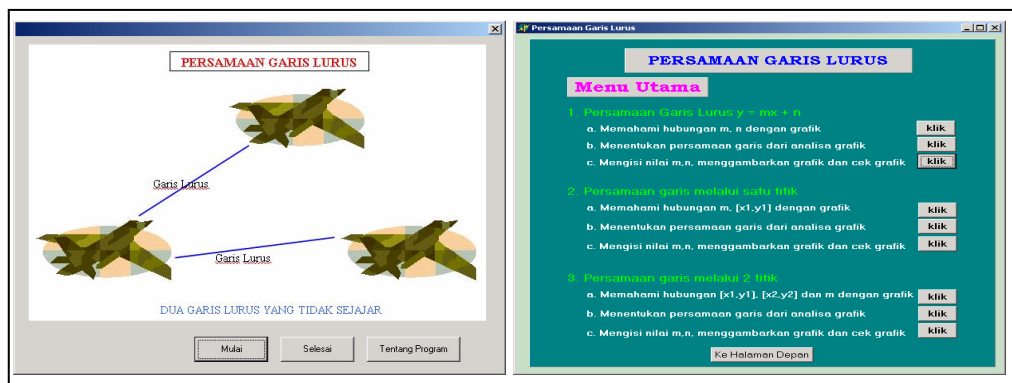 PERSAMAAN GARIS LURUS
Garis Lurus
Garis Lurus
DUA GARIS LURUS YANG TIDAK SEJAJAR
Mulai
Selesai
Tentang Program
Persamaan Garis Lurus
PERSAMAAN GARIS LURUS
Menu Utama
1. Persamaan Garis Lurus y = mx + n
a. Memahami hubungan m, n dengan grafik klik
b. Menentukan persamaan garis dari analisa grafik klik
c. Mengisi nilai m,n, menggambarkan grafik dan cek grafik klik
2. Persamaan garis melalui satu titik
a. Memahami hubungan m, [x1,y1] dengan grafik klik
b. Menentukan persamaan garis dari analisa grafik klik
c. Mengisi nilai m,n, menggambarkan grafik dan cek grafik klik
3. Persamaan garis melalui 2 titik
a. Memahami hubungan [x1,y1], [x2,y2] dan m dengan grafik klik
b. Menentukan persamaan garis dari analisa grafik klik
c. Mengisi nilai m,n, menggambarkan grafik dan cek grafik klik
Ke Halaman Depan